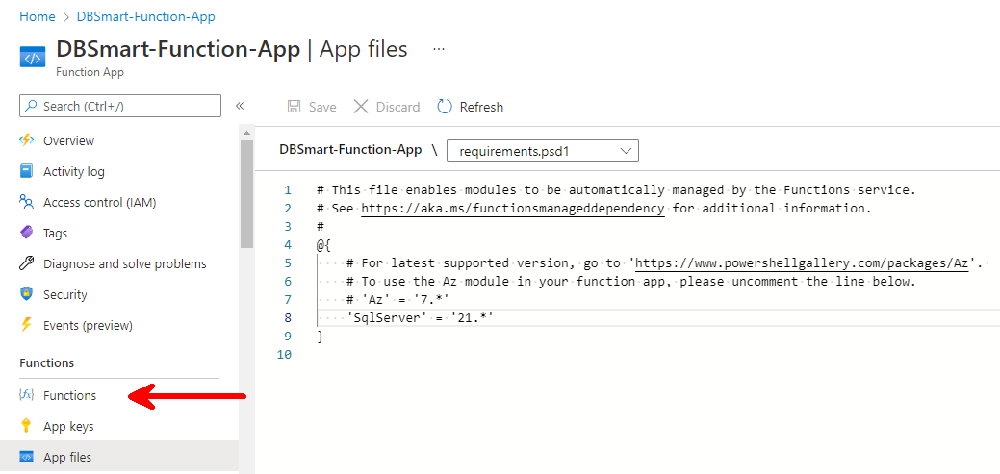 Home > DBSmart-Function-App
DBSmart-Function-App | App files ...
Function App
Search (Ctrl+/)
«
Overview
Activity log
Access control (IAM)
Tags
Diagnose and solve problems
Security
Events (preview)
Functions
Functions
App keys
App files
Save Discard Refresh
DBSmart-Function-App \ requirements.psd1
1 # This file enables modules to be automatically managed by the Functions service.
2 # See https://aka.ms/functionsmanageddependency for additional information.
3 #
4 @{
5 # For latest supported version, go to 'https://www.powershellgallery.com/packages/Az'.
6 # To use the Az module in your function app, please uncomment the line below.
7 # 'Az' = '7.*'
8 'SqlServer' = '21.*'
9 }
10